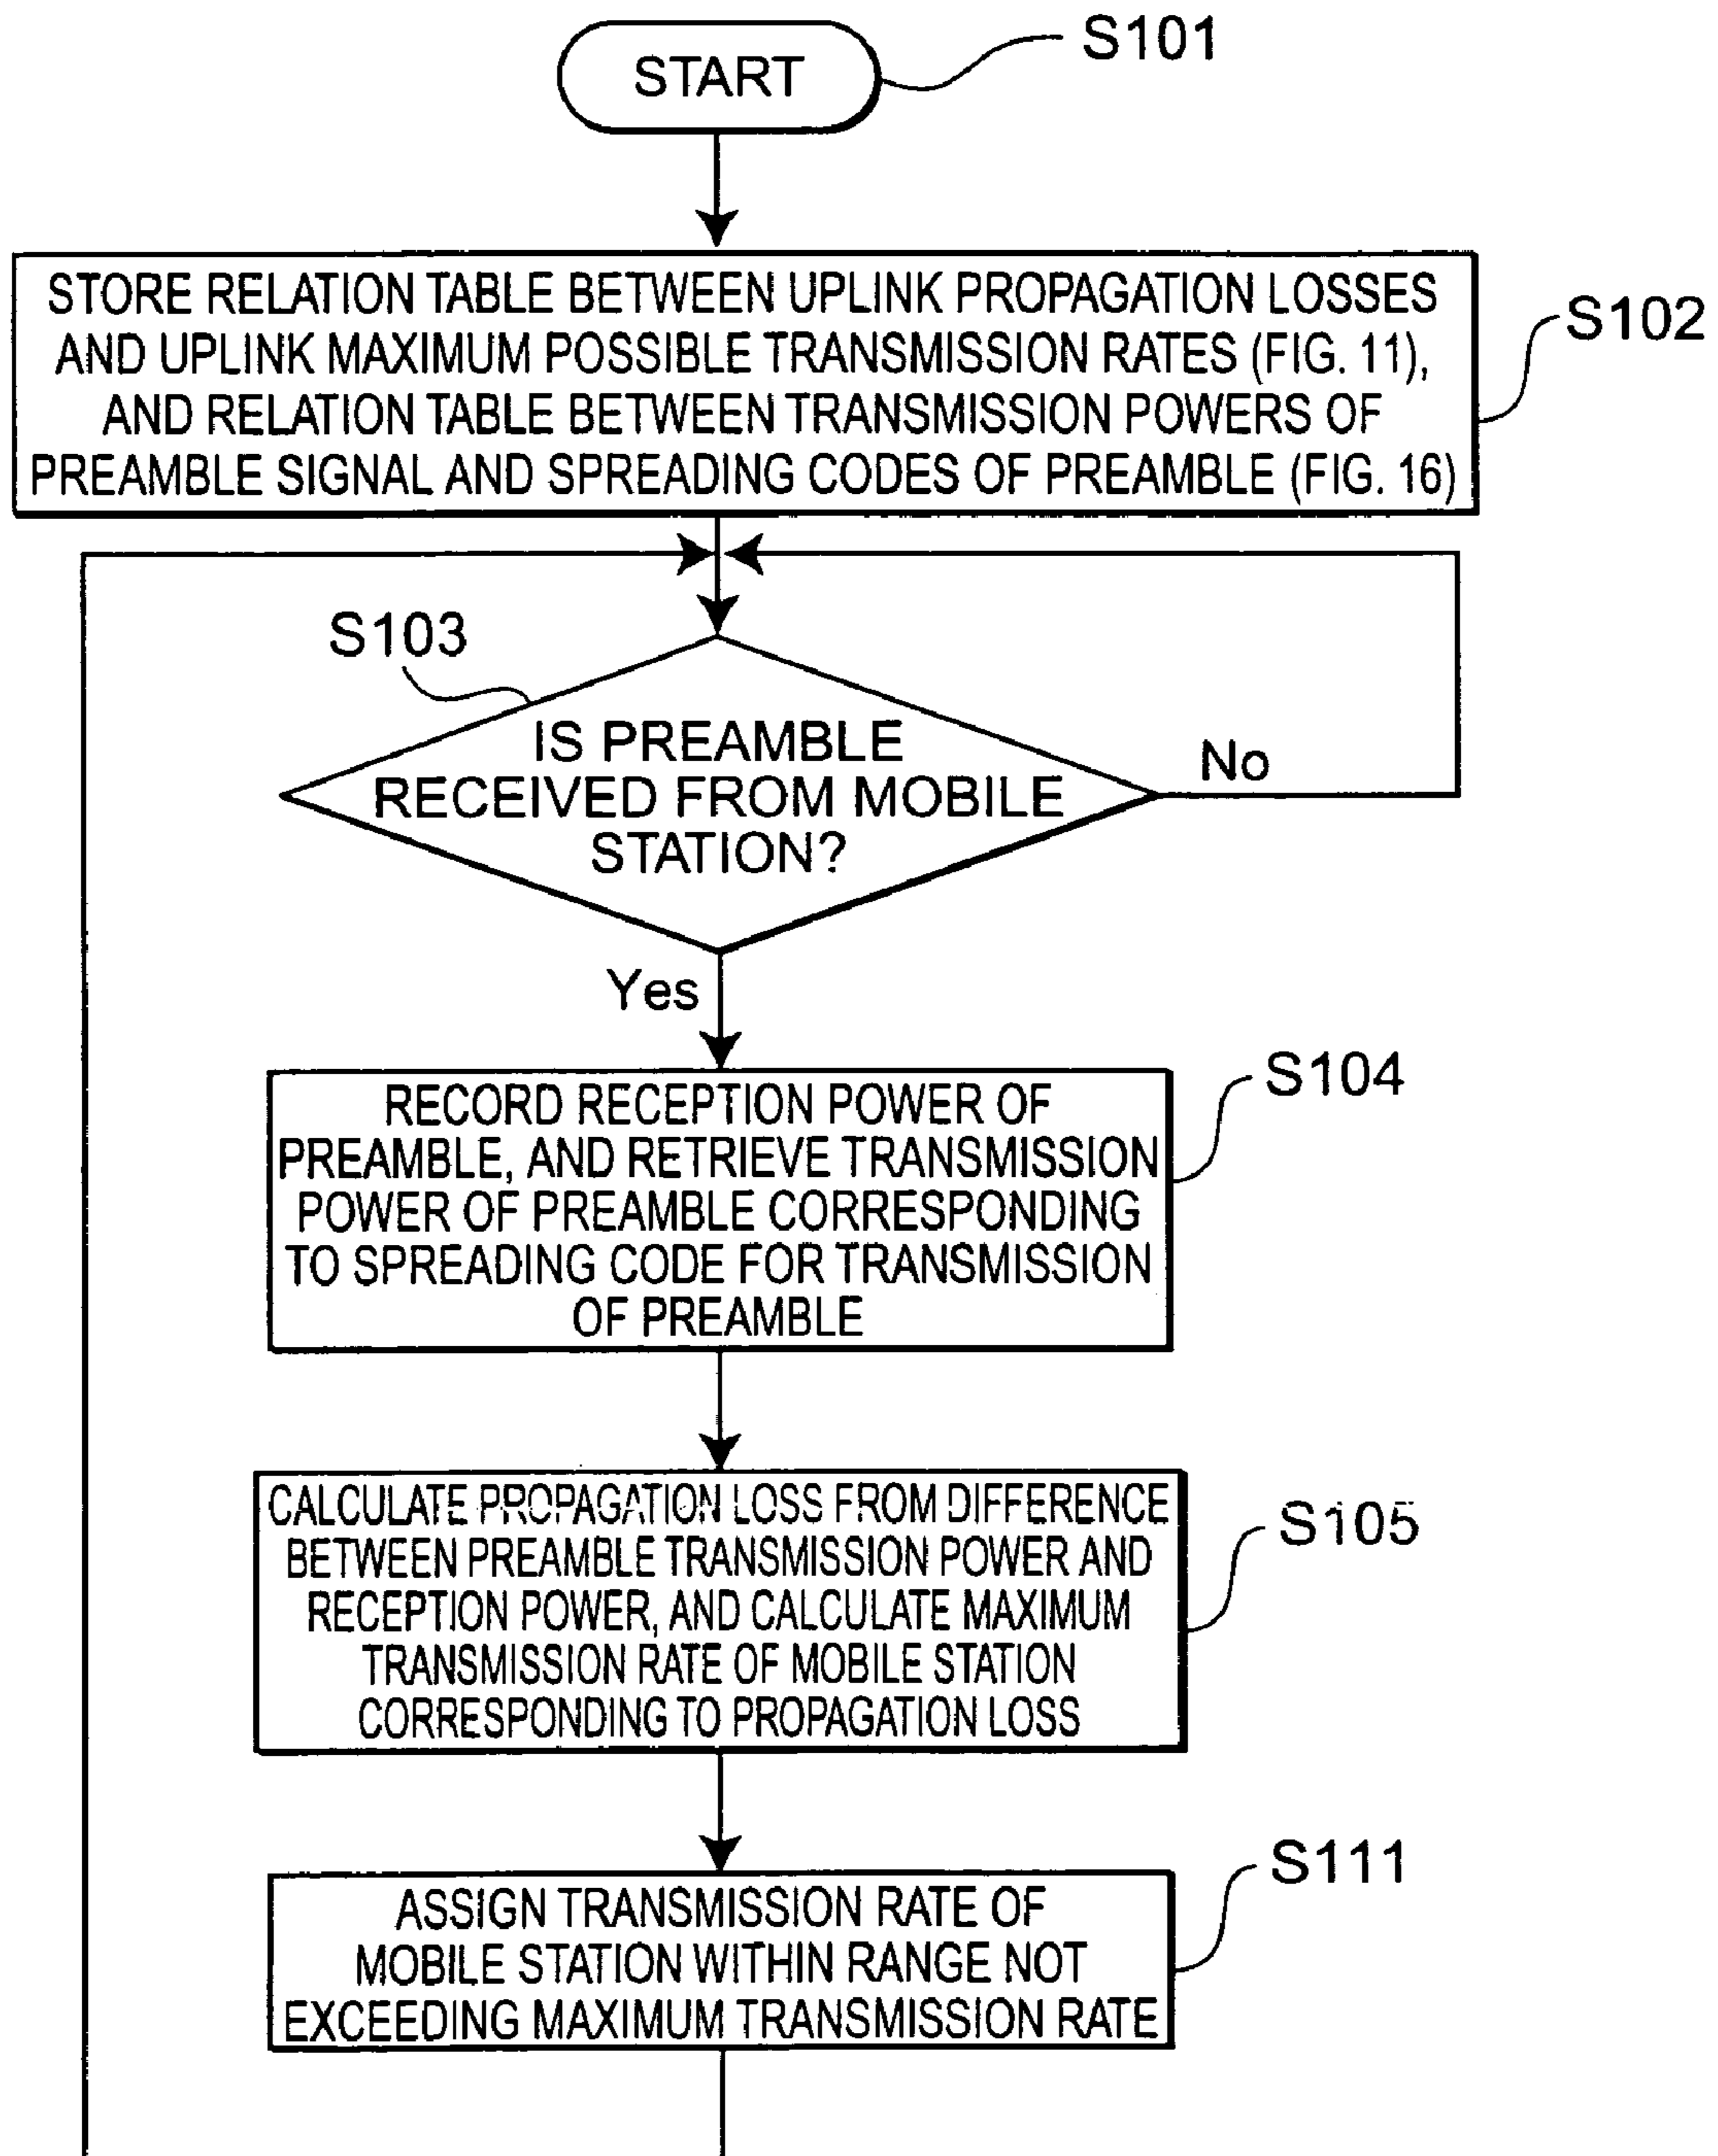 START
S101
STORE RELATION TABLE BETWEEN UPLINK PROPAGATION LOSSES
AND UPLINK MAXIMUM POSSIBLE TRANSMISSION RATES (FIG. 11),
AND RELATION TABLE BETWEEN TRANSMISSION POWERS OF
PREAMBLE SIGNAL AND SPREADING CODES OF PREAMBLE (FIG. 16)
S102
S103
IS PREAMBLE
RECEIVED FROM MOBILE
STATION?
No
Yes
RECORD RECEPTION POWER OF
PREAMBLE, AND RETRIEVE TRANSMISSION
POWER OF PREAMBLE CORRESPONDING
TO SPREADING CODE FOR TRANSMISSION
OF PREAMBLE
S104
CALCULATE PROPAGATION LOSS FROM DIFFERENCE
BETWEEN PREAMBLE TRANSMISSION POWER AND
RECEPTION POWER, AND CALCULATE MAXIMUM
TRANSMISSION RATE OF MOBILE STATION
CORRESPONDING TO PROPAGATION LOSS
S105
ASSIGN TRANSMISSION RATE OF
MOBILE STATION WITHIN RANGE NOT
EXCEEDING MAXIMUM TRANSMISSION RATE
S111